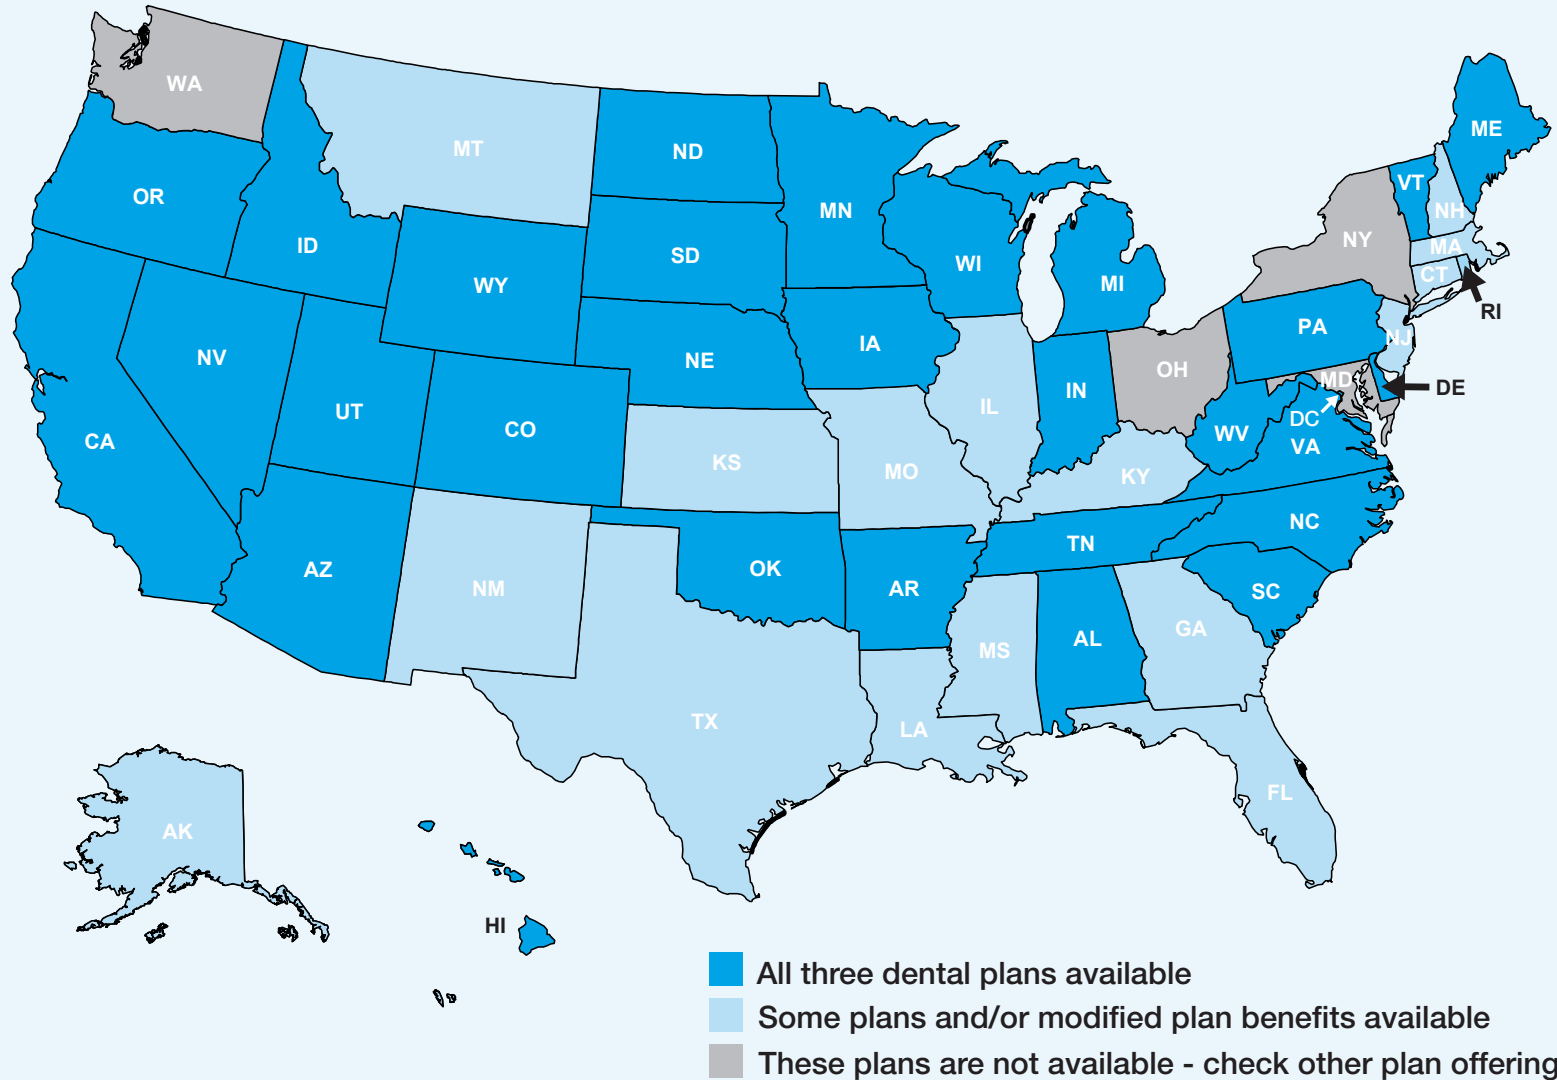 WA
MT
ND
ME
OR
MN
VT
NH
ID
SD
WI
NY
MA
WY
MI
CT
RI
NV
NE
IA
PA
NJ
UT
CO
IN
OH
MD
DE
CA
KS
MO
IL
WV
DC
VA
KY
AZ
NM
OK
AR
TN
NC
SC
TX
LA
MS
AL
GA
FL
AK
HI
All three dental plans available
Some plans and/or modified plan benefits available
These plans are not available - check other plan offering